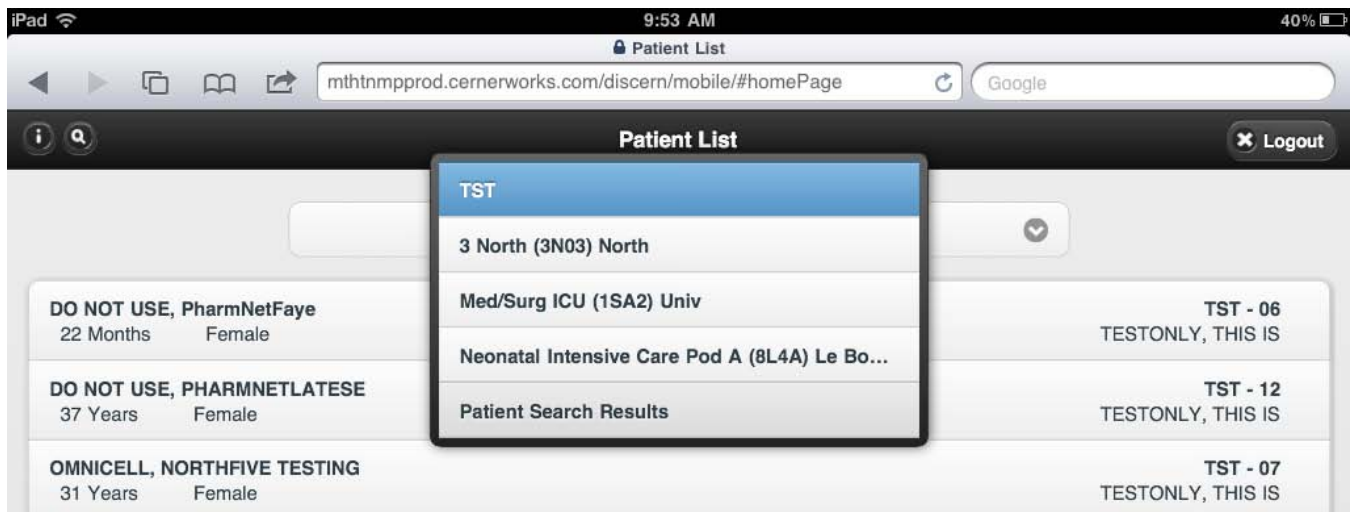 iPad 9:53 AM 40%
Patient List
mthtnmpprod.cernerworks.com/discern/mobile/#homePage Google
Patient List Logout
TST
3 North (3N03) North
Med/Surg ICU (1SA2) Univ
Neonatal Intensive Care Pod A (8L4A) Le Bo...
Patient Search Results
DO NOT USE, PharmNetFaye TST - 06
22 Months Female TESTONLY, THIS IS
DO NOT USE, PHARMNETLATESE TST - 12
37 Years Female TESTONLY, THIS IS
OMNICELL, NORTHFIVE TESTING TST - 07
31 Years Female TESTONLY, THIS IS